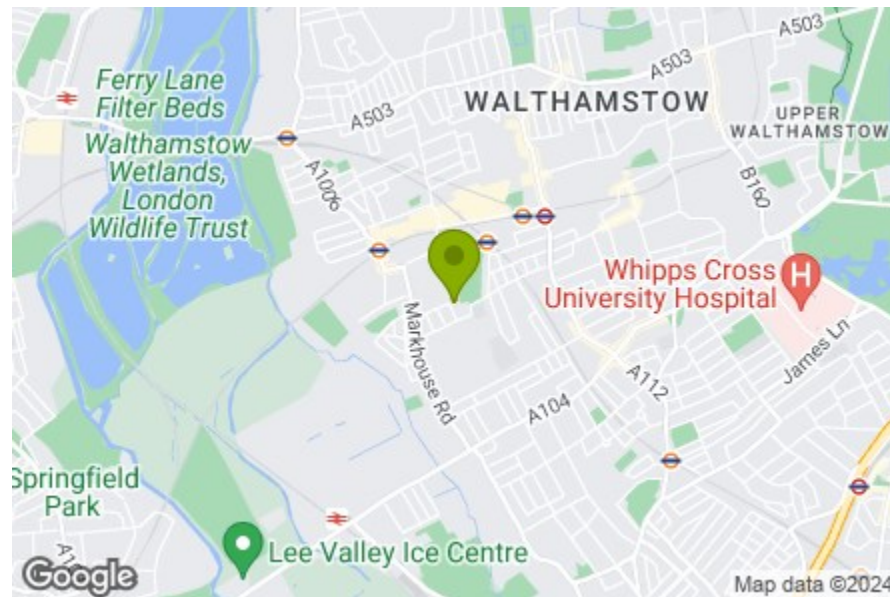 A503
A503
Ferry Lane
Filter Beds
WALTHAMSTOW
A503
UPPER
WALTHAMSTOW
Walthamstow
Wetlands,
London
Wildlife Trust
A1006
B160
Whipps Cross
University Hospital
H
Markhouse Rd
James Ln
A112
A104
Springfield
Park
Lee Valley Ice Centre
Google
Map data ©2024